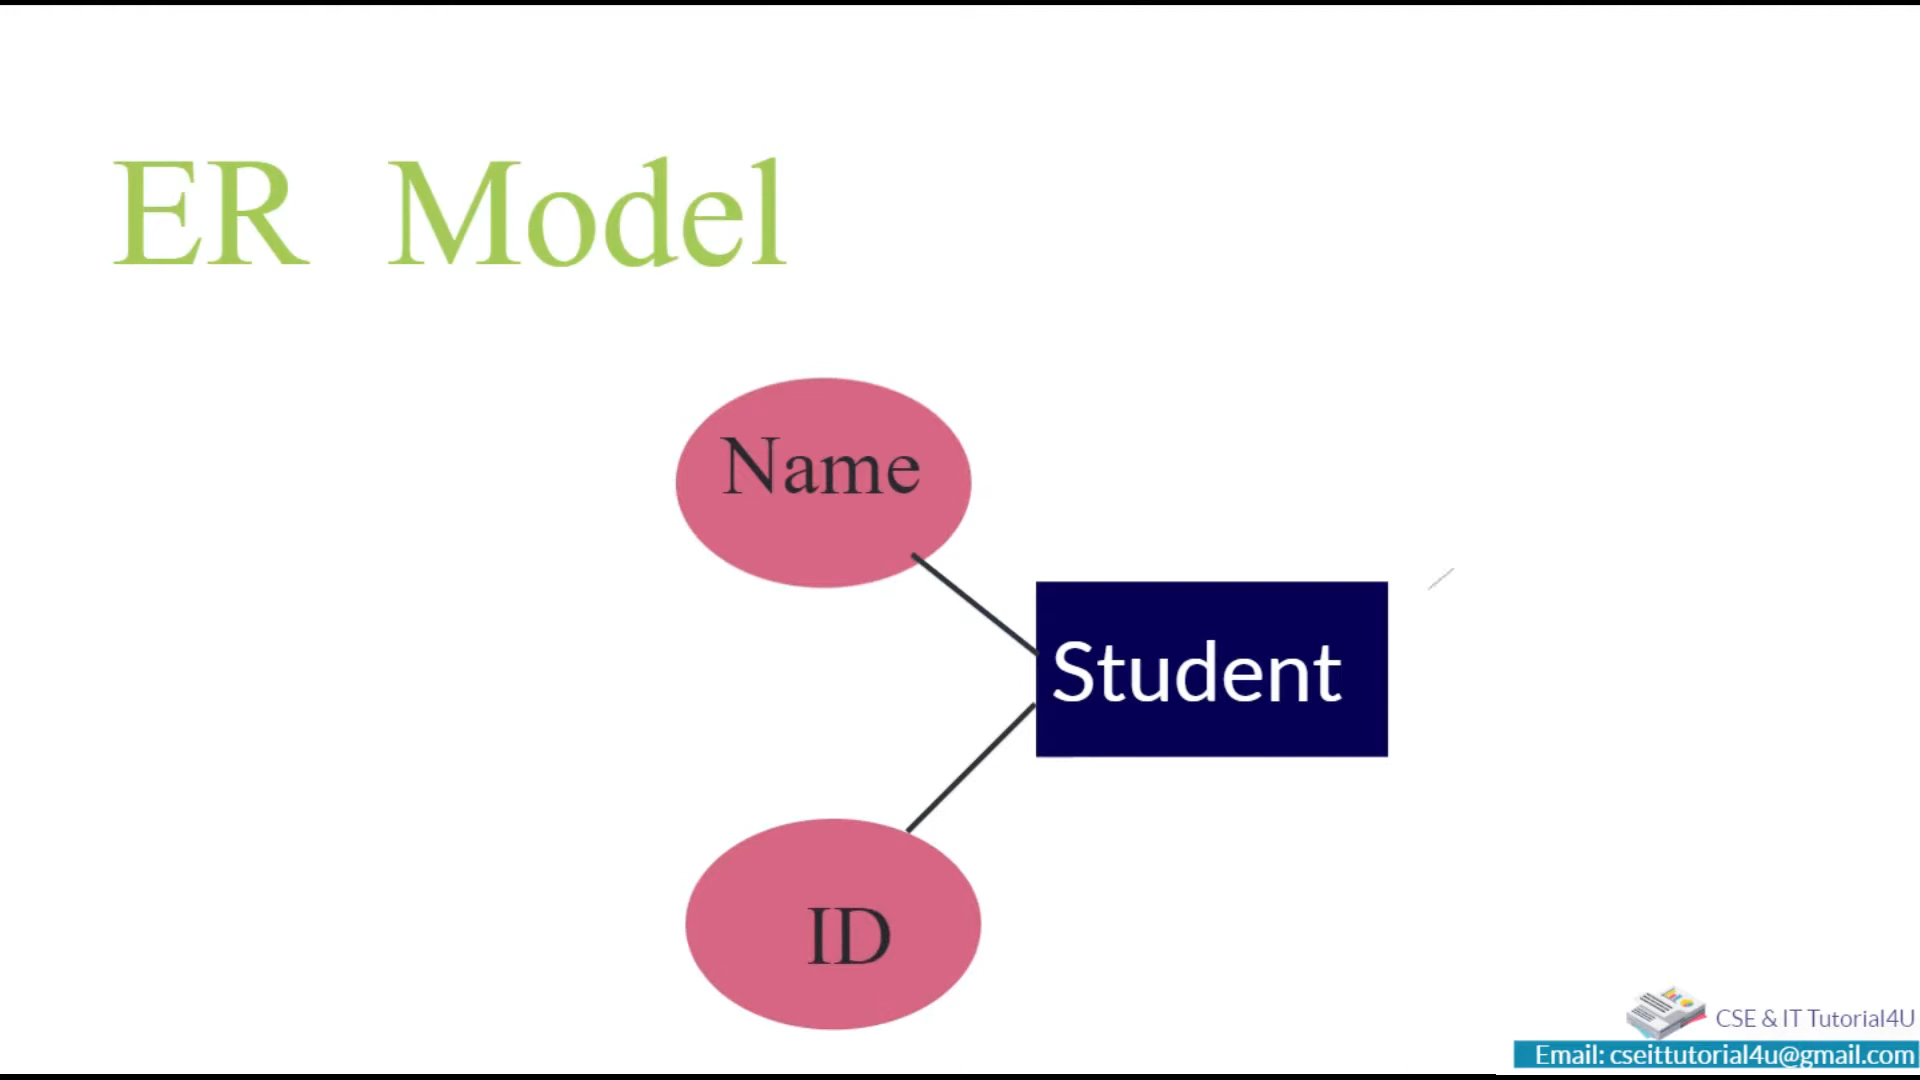 ER Model
Name
Student
ID
CSE & IT Tutorial4U
Email: cseittutorial4u@gmail.com